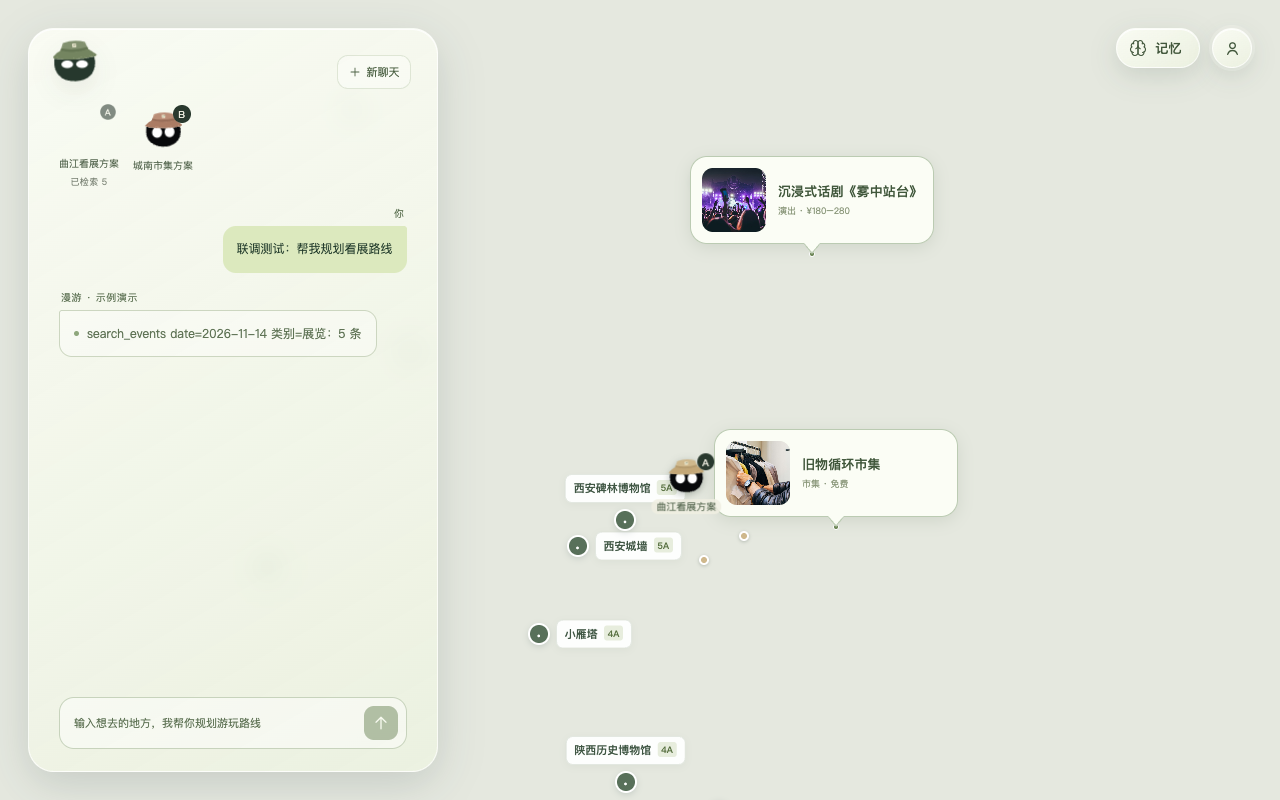 新聊天
A
B
曲江看展方案
已检索 5
城南市集方案
你
联调测试：帮我规划看展路线
漫游 · 示例演示
search_events date=2026-11-14 类别=展览：5 条
输入想去的地方，我帮你规划游玩路线
记忆
沉浸式话剧《雾中站台》
演出 · ¥180—280
旧物循环市集
市集 · 免费
A
曲江看展方案
西安碑林博物馆 5A
西安城墙 5A
小雁塔 4A
陕西历史博物馆 4A